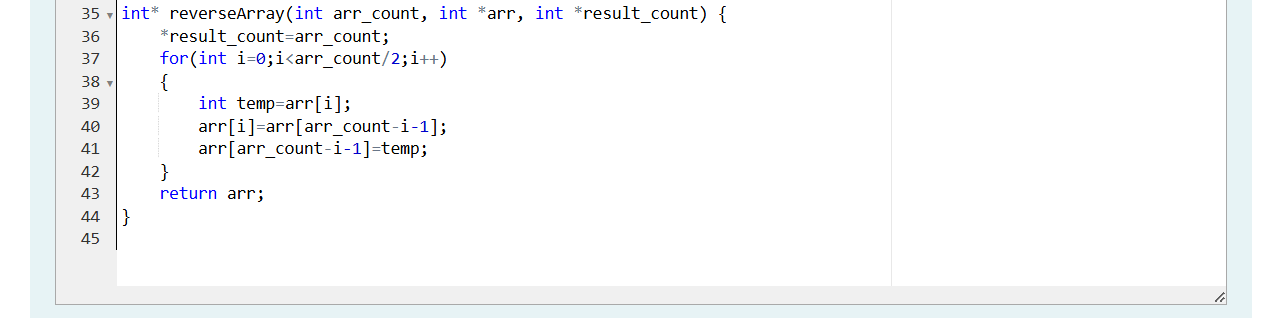 35 int* reverseArray(int arr_count, int *arr, int *result_count) {
36     *result_count=arr_count;
37     for(int i=0;i<arr_count/2;i++)
38     {
39         int temp=arr[i];
40         arr[i]=arr[arr_count-i-1];
41         arr[arr_count-i-1]=temp;
42     }
43     return arr;
44 }
45